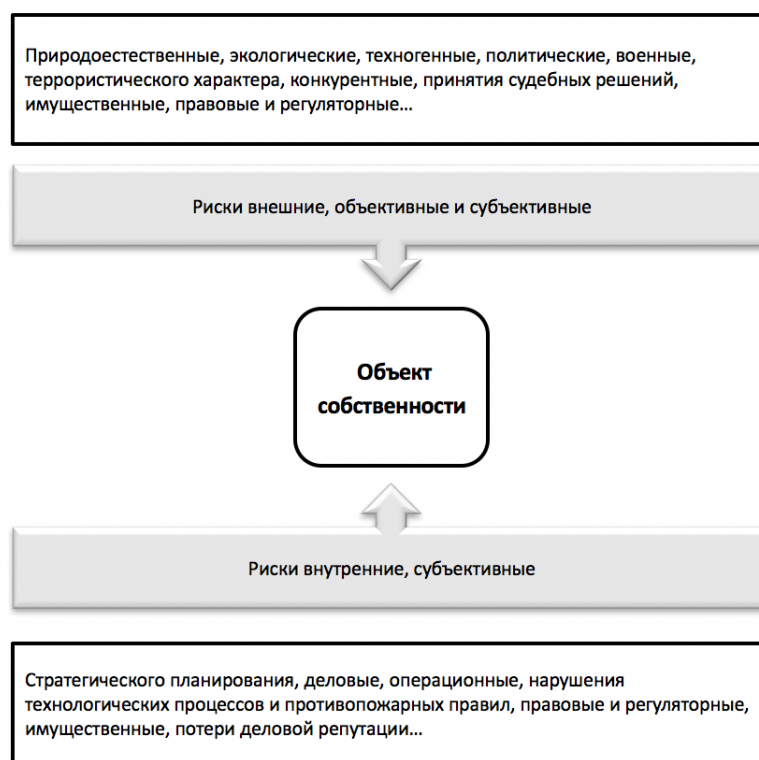 Природоестественные, экологические, техногенные, политические, военные,
террористического характера, конкурентные, принятия судебных решений,
имущественные, правовые и регуляторные...
Риски внешние, объективные и субъективные
Объект
собственности
Риски внутренние, субъективные
Стратегического планирования, деловые, операционные, нарушения
технологических процессов и противопожарных правил, правовые и регуляторные,
имущественные, потери деловой репутации...